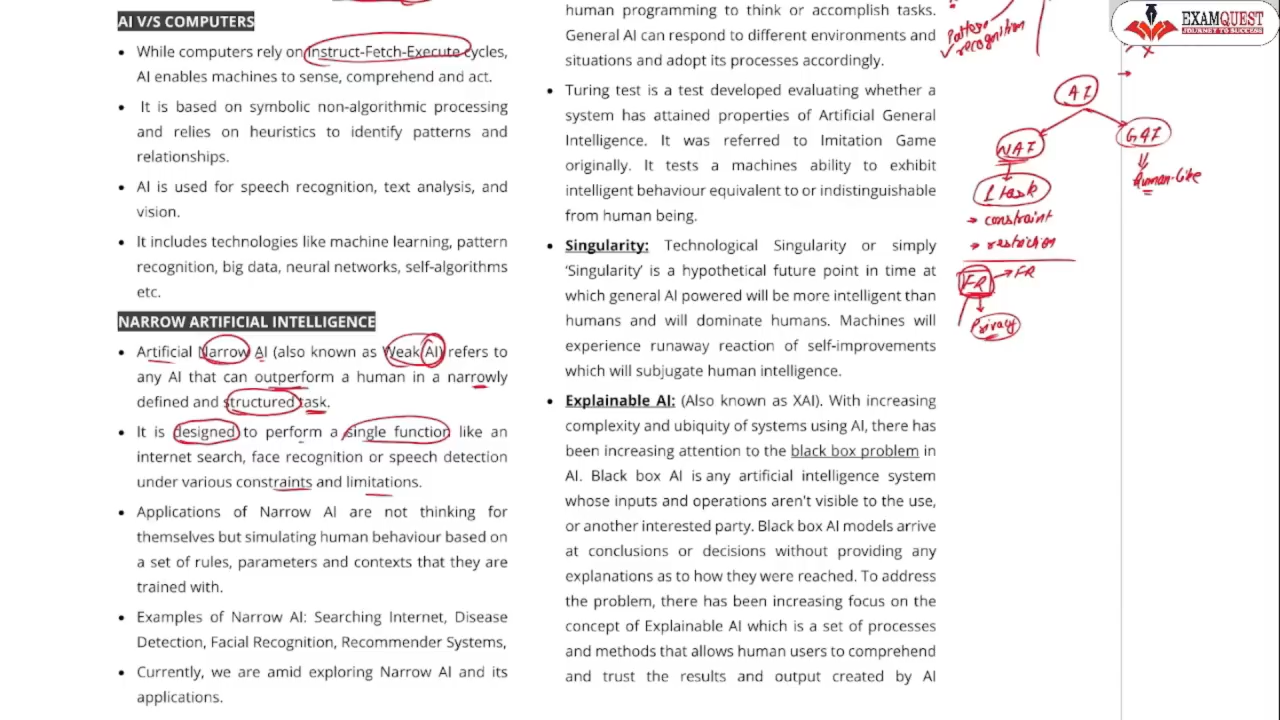 AI V/S COMPUTERS
• While computers rely on Instruct-Fetch-Execute cycles,
AI enables machines to sense, comprehend and act.
• It is based on symbolic non-algorithmic processing
and relies on heuristics to identify patterns and
relationships.
• AI is used for speech recognition, text analysis, and
vision.
• It includes technologies like machine learning, pattern
recognition, big data, neural networks, self-algorithms
etc.
NARROW ARTIFICIAL INTELLIGENCE
• Artificial Narrow AI (also known as Weak AI) refers to
any AI that can outperform a human in a narrowly
defined and structured task.
• It is designed to perform a single function like an
internet search, face recognition or speech detection
under various constraints and limitations.
• Applications of Narrow AI are not thinking for
themselves but simulating human behaviour based on
a set of rules, parameters and contexts that they are
trained with.
• Examples of Narrow AI: Searching Internet, Disease
Detection, Facial Recognition, Recommender Systems,
• Currently, we are amid exploring Narrow AI and its
applications.
human programming to think or accomplish tasks.
General AI can respond to different environments and
situations and adopt its processes accordingly.
• Turing test is a test developed evaluating whether a
system has attained properties of Artificial General
Intelligence. It was referred to Imitation Game
originally. It tests a machines ability to exhibit
intelligent behaviour equivalent to or indistinguishable
from human being.
• Singularity: Technological Singularity or simply
‘Singularity’ is a hypothetical future point in time at
which general AI powered will be more intelligent than
humans and will dominate humans. Machines will
experience runaway reaction of self-improvements
which will subjugate human intelligence.
• Explainable AI: (Also known as XAI). With increasing
complexity and ubiquity of systems using AI, there has
been increasing attention to the black box problem in
AI. Black box AI is any artificial intelligence system
whose inputs and operations aren't visible to the use,
or another interested party. Black box AI models arrive
at conclusions or decisions without providing any
explanations as to how they were reached. To address
the problem, there has been increasing focus on the
concept of Explainable AI which is a set of processes
and methods that allows human users to comprehend
and trust the results and output created by AI
Pattern
recognition
AI
NAI
GAI
1 task
Human-like
→ constraint
→ restriction
FR → FR
Privacy
EXAMQUEST
JOURNEY TO SUCCESS